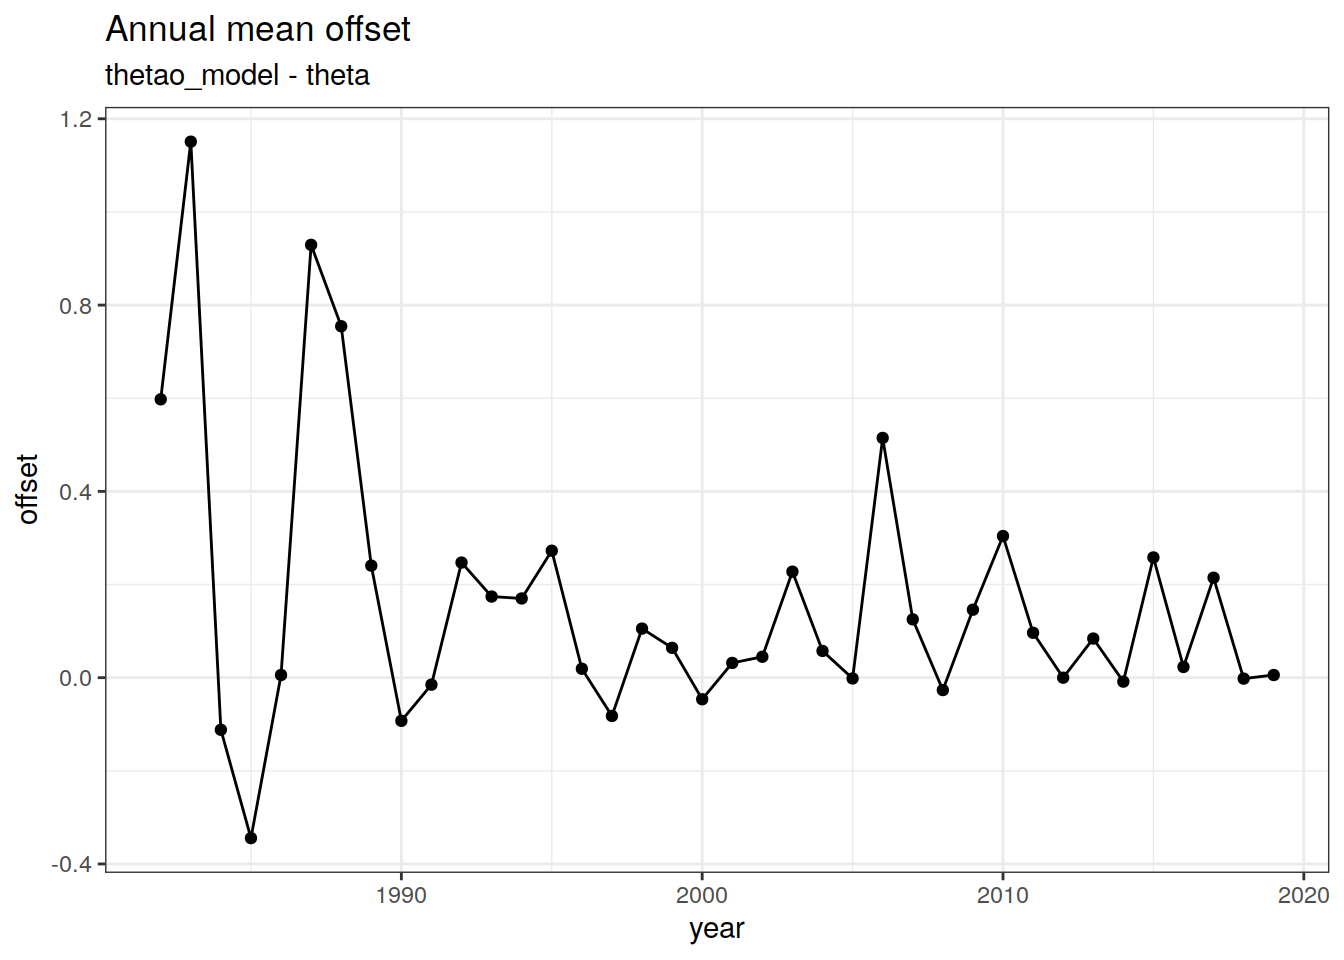 Annual mean offset
thetao_model - theta
1.2
0.8
0.4
0.0
-0.4
offset
1990
2000
2010
2020
year